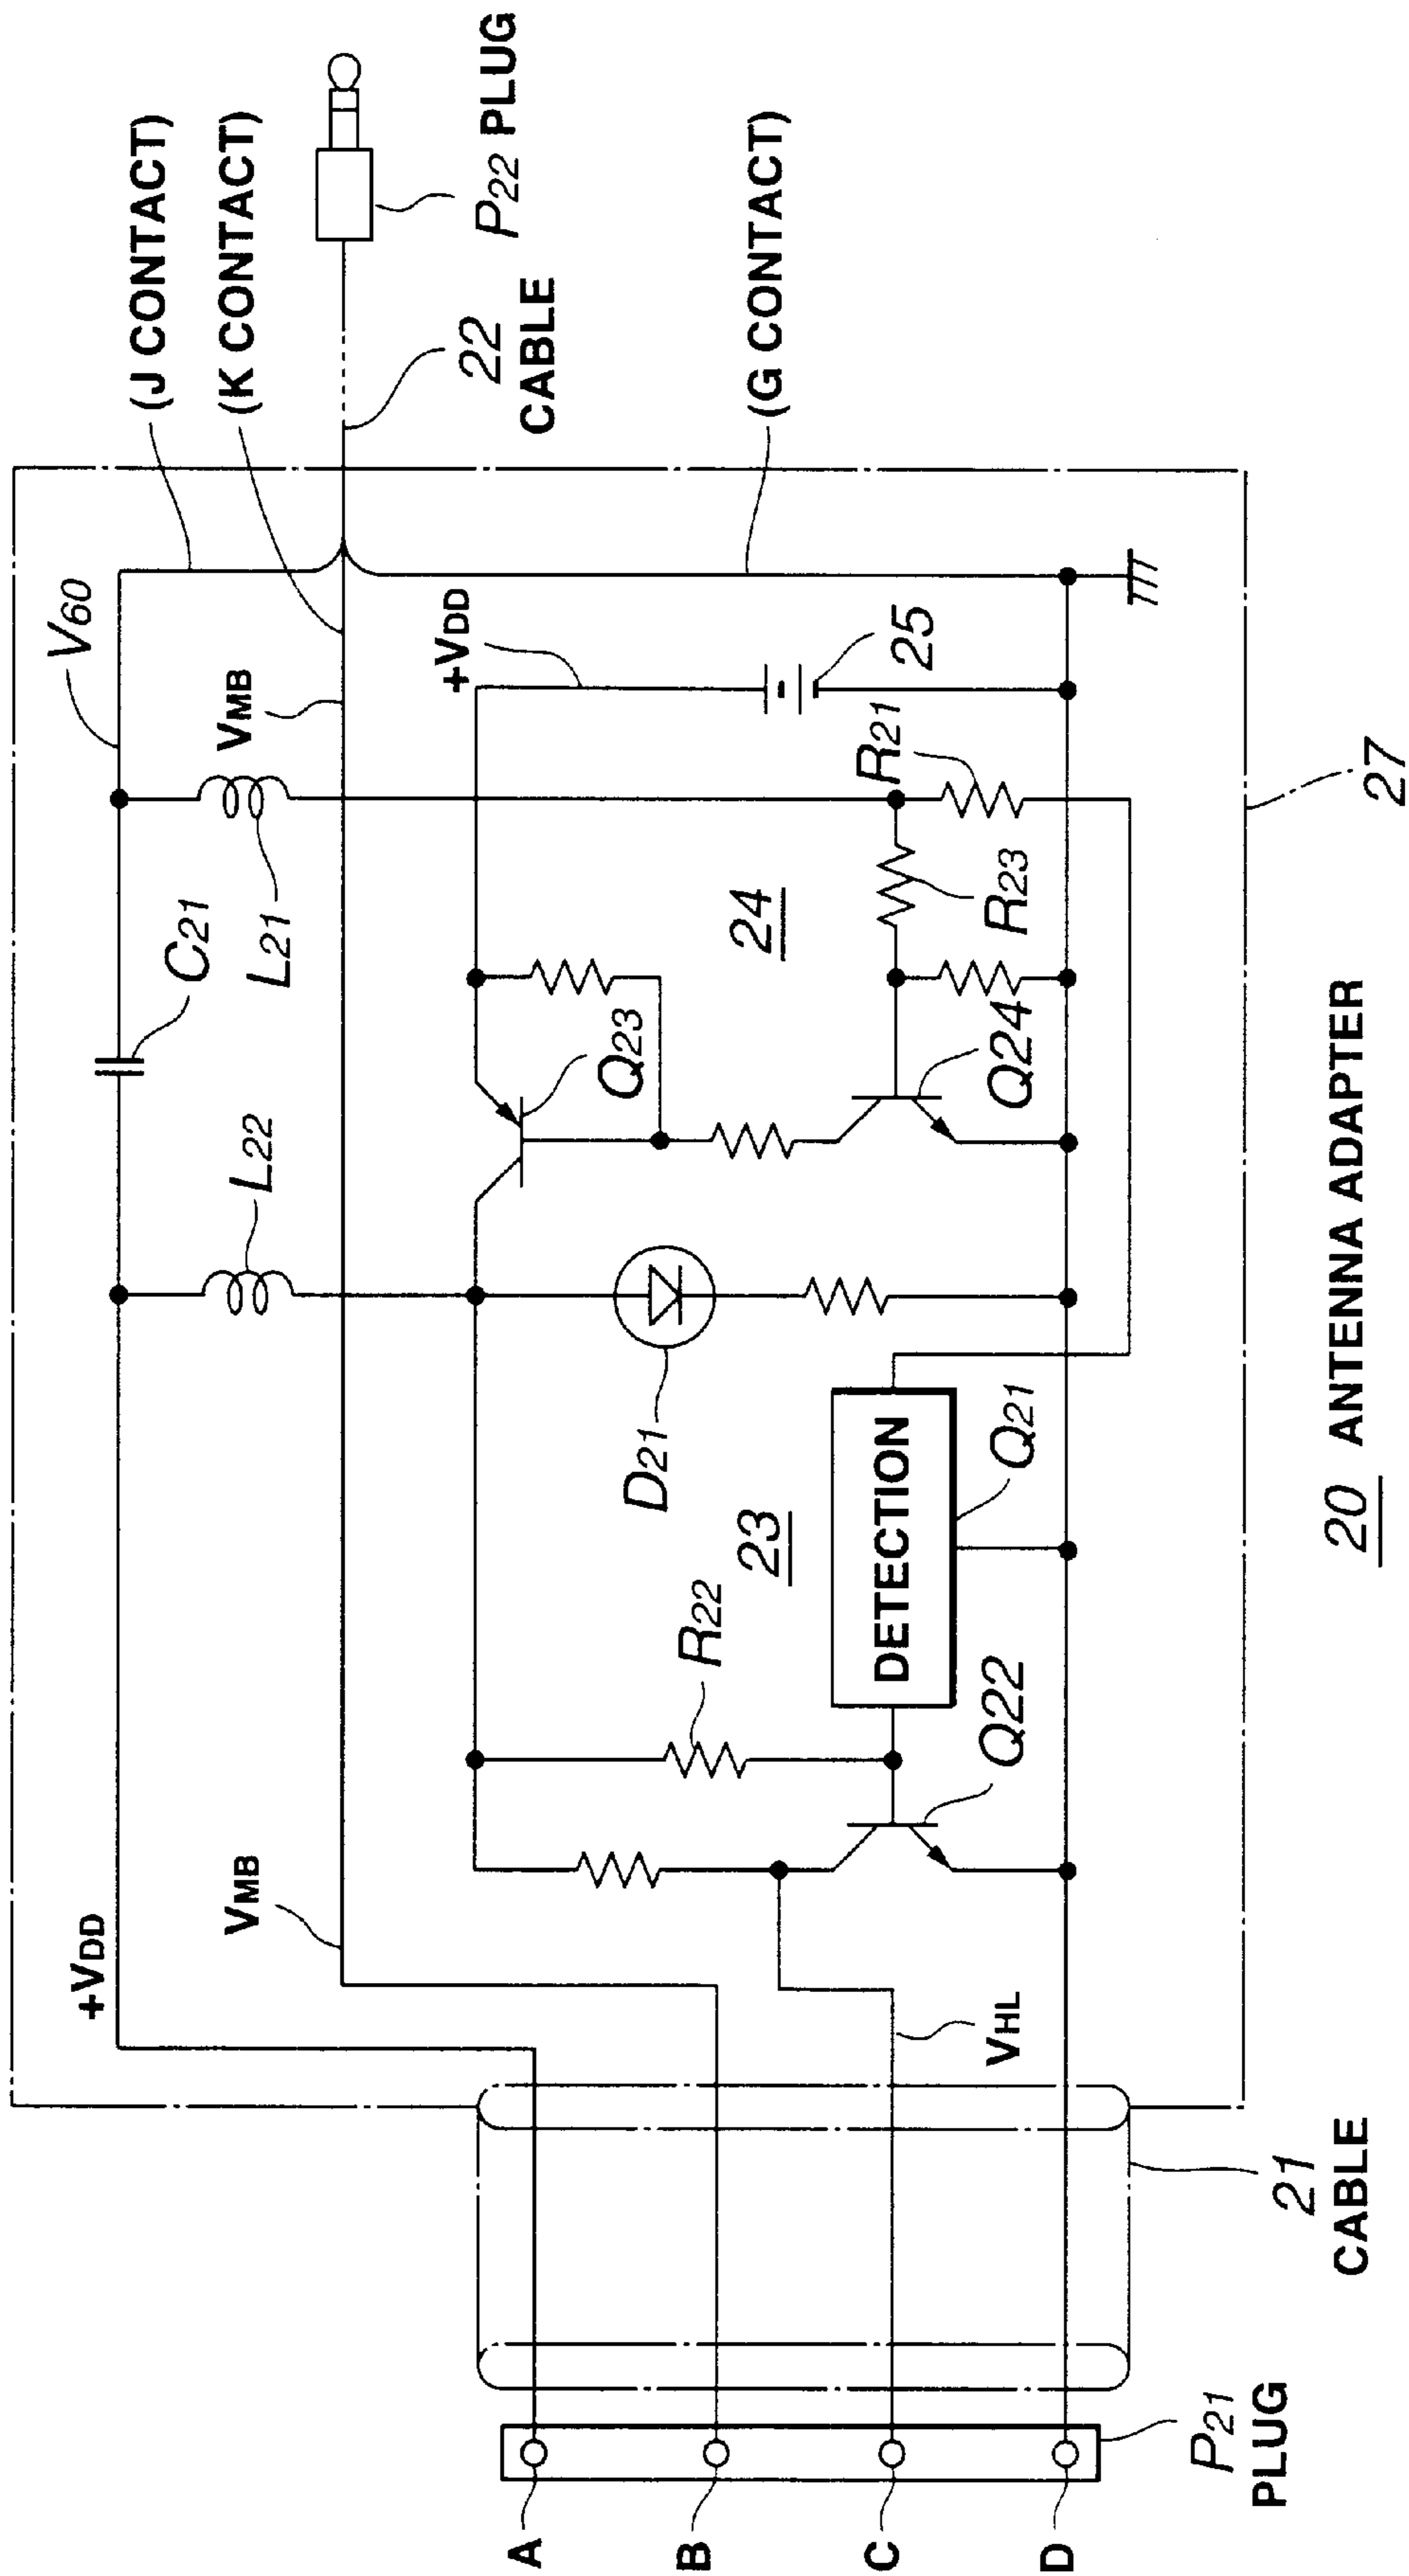 (J CONTACT)
(K CONTACT)
P22 PLUG
22
CABLE
(G CONTACT)
V60
VMB
+VDD
25
C21
L21
R21
R23
24
27
L22
Q23
Q24
D21
23
DETECTION
Q21
R22
Q22
+VDD
VMB
VHL
A
B
C
D
P21
PLUG
21
CABLE
20 ANTENNA ADAPTER